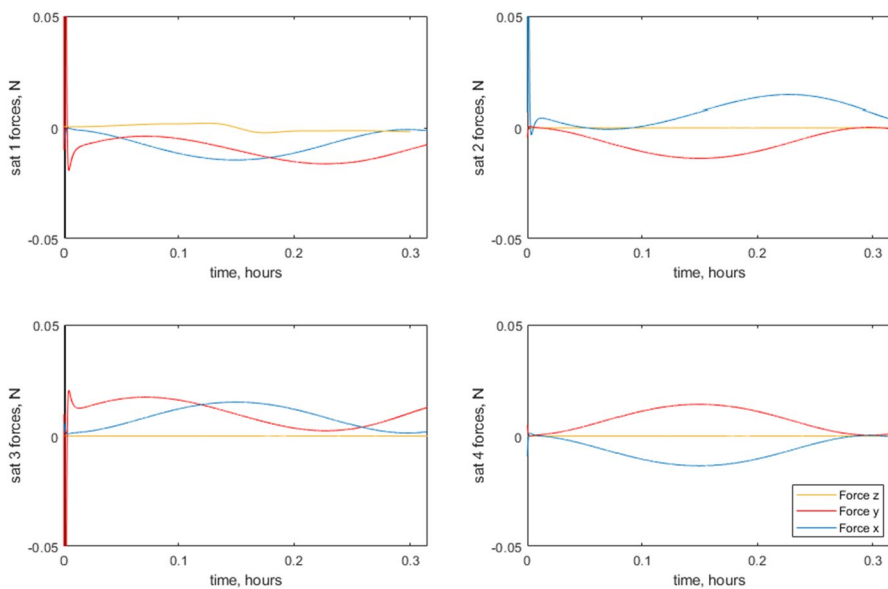 0.05
0
-0.05
sat 1 forces, N
0
0.1
0.2
0.3
time, hours
0.05
0
-0.05
sat 2 forces, N
0
0.1
0.2
0.3
time, hours
0.05
0
-0.05
sat 3 forces, N
0
0.1
0.2
0.3
time, hours
0.05
0
-0.05
sat 4 forces, N
0
0.1
0.2
0.3
time, hours
Force z
Force y
Force x